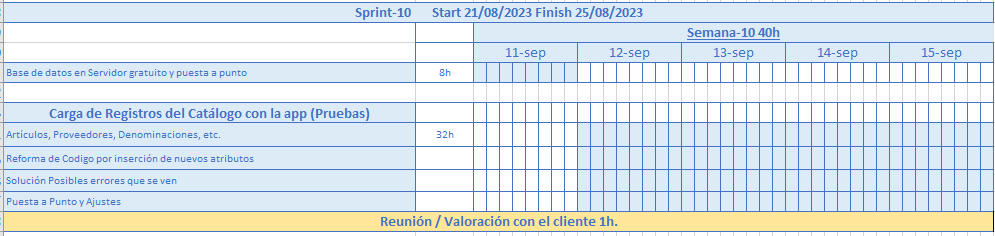 Sprint-10 Start 21/08/2023 Finish 25/08/2023
Semana-10 40h
11-sep 12-sep 13-sep 14-sep 15-sep
Base de datos en Servidor gratuito y puesta a punto 8h
Carga de Registros del Catálogo con la app (Pruebas)
Artículos, Proveedores, Denominaciones, etc. 32h
Reforma de Codigo por inserción de nuevos atributos
Solución Posibles errores que se ven
Puesta a Punto y Ajustes
Reunión / Valoración con el cliente 1h.